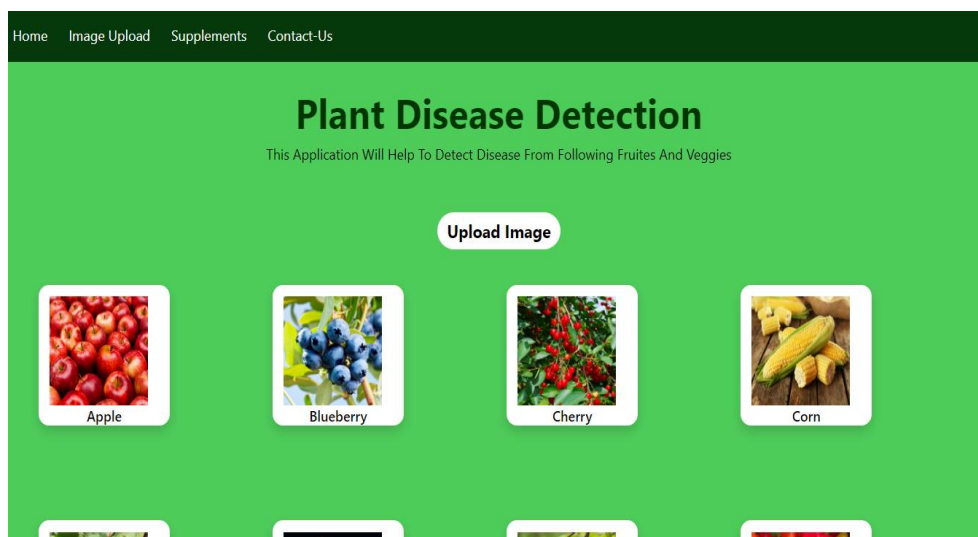 Home Image Upload Supplements Contact-Us
Plant Disease Detection
This Application Will Help To Detect Disease From Following Fruites And Veggies
Upload Image
Apple Blueberry Cherry Corn